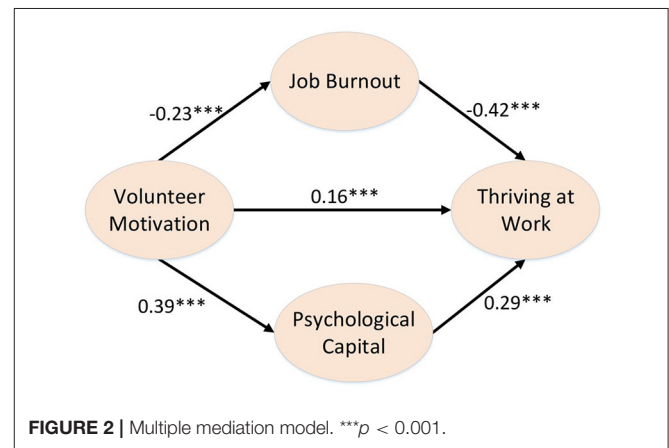 Job Burnout
-0.23***
-0.42***
Volunteer
Motivation
0.16***
Thriving at
Work
0.39***
0.29***
Psychological
Capital
FIGURE 2 | Multiple mediation model. ***p < 0.001.